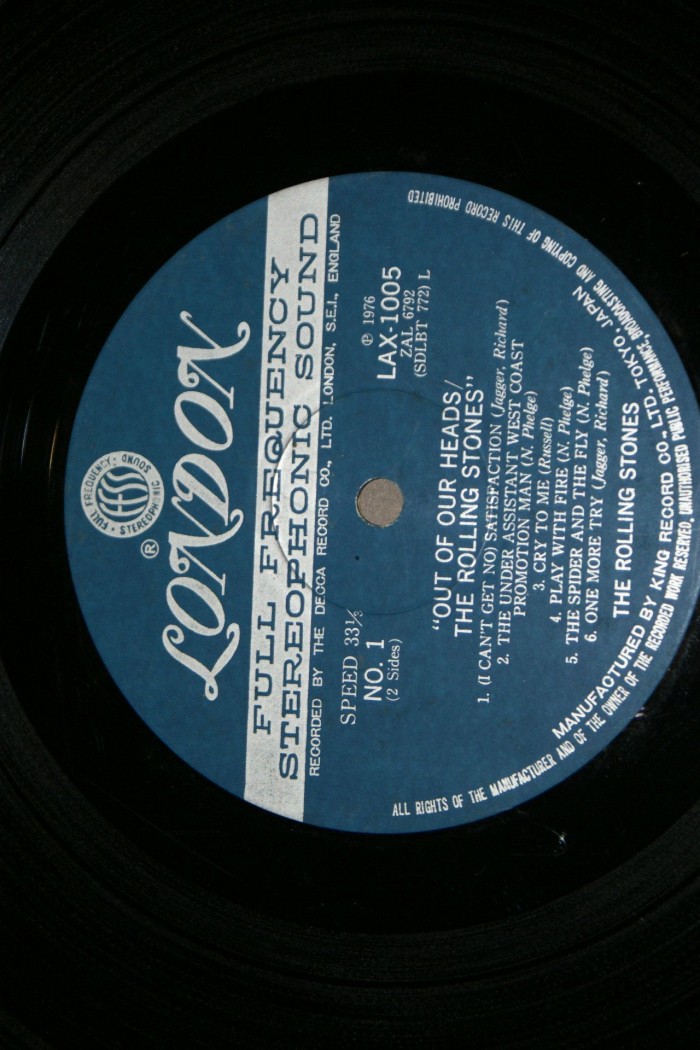 FULL FREQUENCY STEREOPHONIC SOUND
ffss
®
LONDON
FULL FREQUENCY
STEREOPHONIC SOUND
RECORDED BY THE DECCA RECORD CO., LTD. LONDON, S.E.I., ENGLAND
SPEED 33⅓
NO. 1
(2 Sides)
℗ 1976
LAX-1005
ZAL 6792
(SDLBT 772) L
"OUT OF OUR HEADS/
THE ROLLING STONES"
1. (I CAN'T GET NO) SATISFACTION (Jagger, Richard)
2. THE UNDER ASSISTANT WEST COAST
PROMOTION MAN (N. Phelge)
3. CRY TO ME (Russell)
4. PLAY WITH FIRE (N. Phelge)
5. THE SPIDER AND THE FLY (N. Phelge)
6. ONE MORE TRY (Jagger, Richard)
THE ROLLING STONES
MANUFACTURED BY KING RECORD CO., LTD. TOKYO JAPAN
ALL RIGHTS OF THE MANUFACTURER AND OF THE OWNER OF THE RECORDED WORK RESERVED. UNAUTHORISED PUBLIC PERFORMANCE, BROADCASTING AND COPYING OF THIS RECORD PROHIBITED